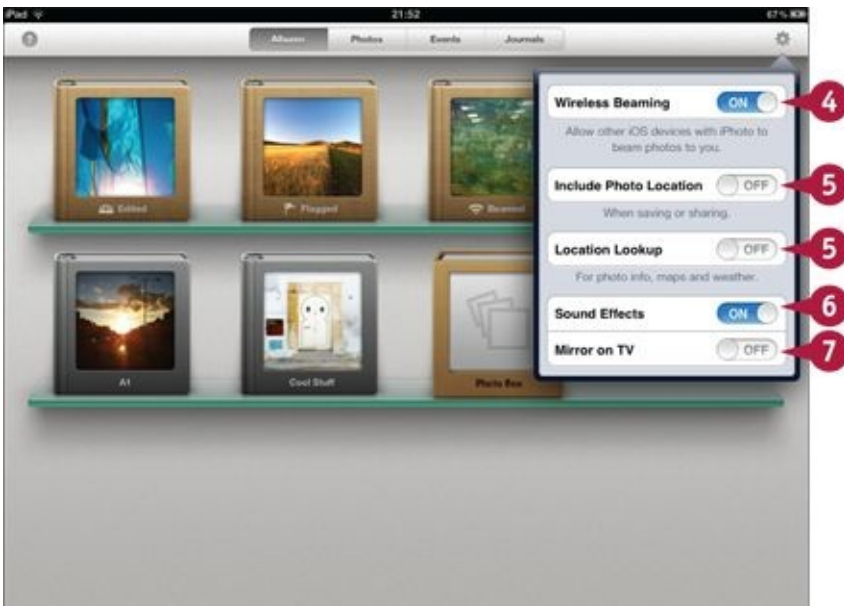 iPad 21:52 67%
Albums Photos Events Journals
Wireless Beaming ON 4
Allow other iOS devices with iPhoto to
beam photos to you.
Include Photo Location OFF 5
When saving or sharing.
Location Lookup OFF 5
For photo info, maps and weather.
Sound Effects ON 6
Mirror on TV OFF 7
Edited Flagged Beamed
A1 Cool Stuff Photo Box